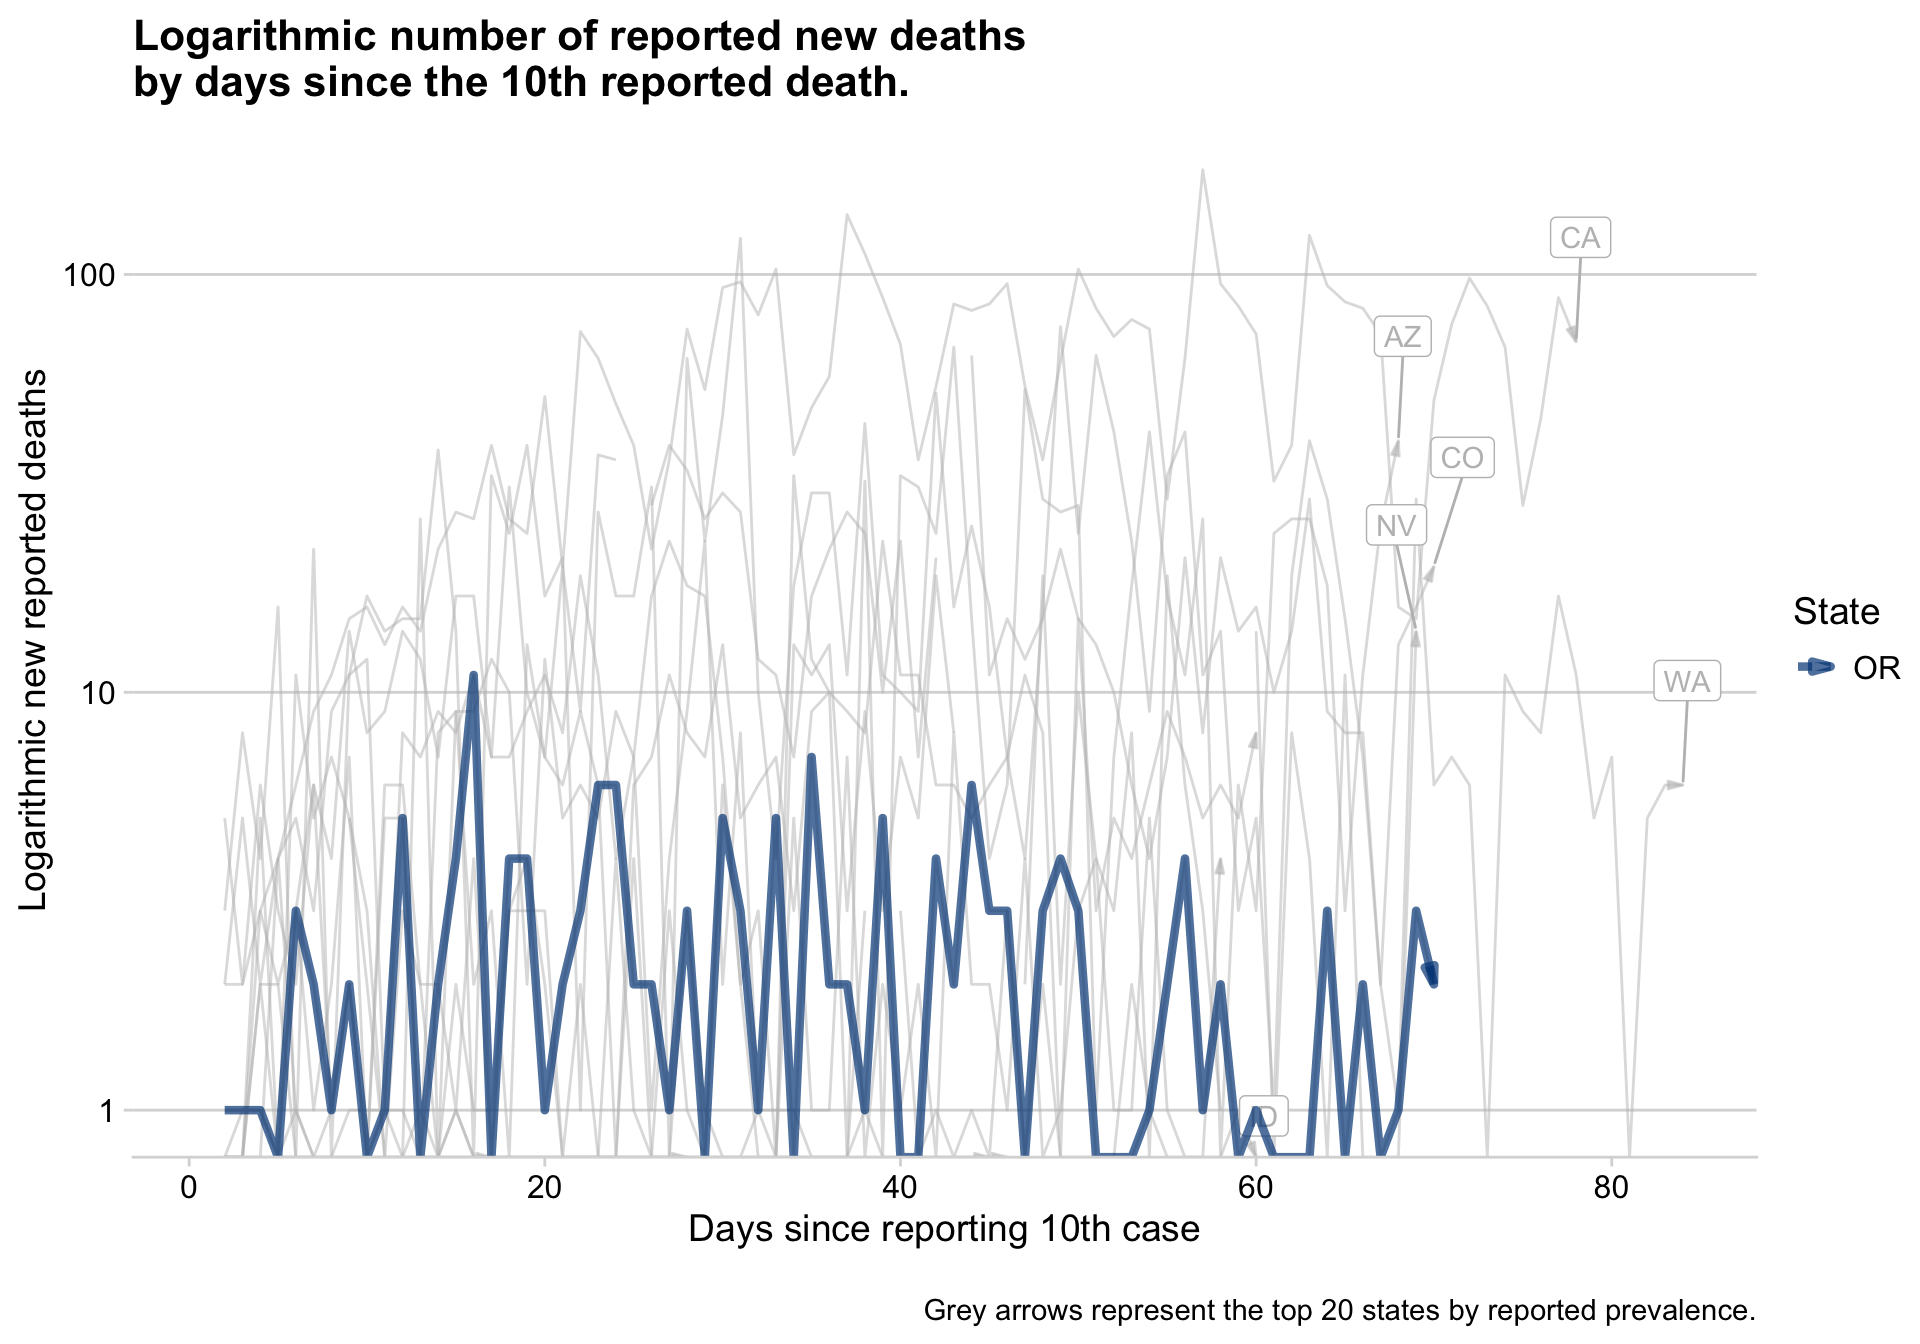 Logarithmic number of reported new deaths
by days since the 10th reported death.
Logarithmic new reported deaths
100
10
1
CA
AZ
CO
NV
WA
State
OR
0
20
40
60
80
Days since reporting 10th case
Grey arrows represent the top 20 states by reported prevalence.